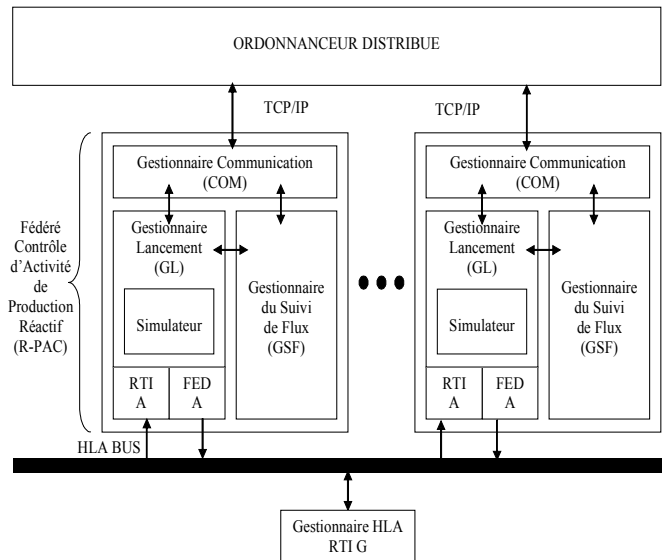 ORDONNANCEUR DISTRIBUE
TCP/IP
TCP/IP
Fédéré
Contrôle
d'Activité
de
Production
Réactif
(R-PAC)
Gestionnaire Communication
(COM)
Gestionnaire
Lancement
(GL)
Simulateur
RTI
A
FED
A
Gestionnaire
du Suivi
de Flux
(GSF)
Gestionnaire Communication
(COM)
Gestionnaire
Lancement
(GL)
Simulateur
RTI
A
FED
A
Gestionnaire
du Suivi
de Flux
(GSF)
HLA BUS
Gestionnaire HLA
RTI G